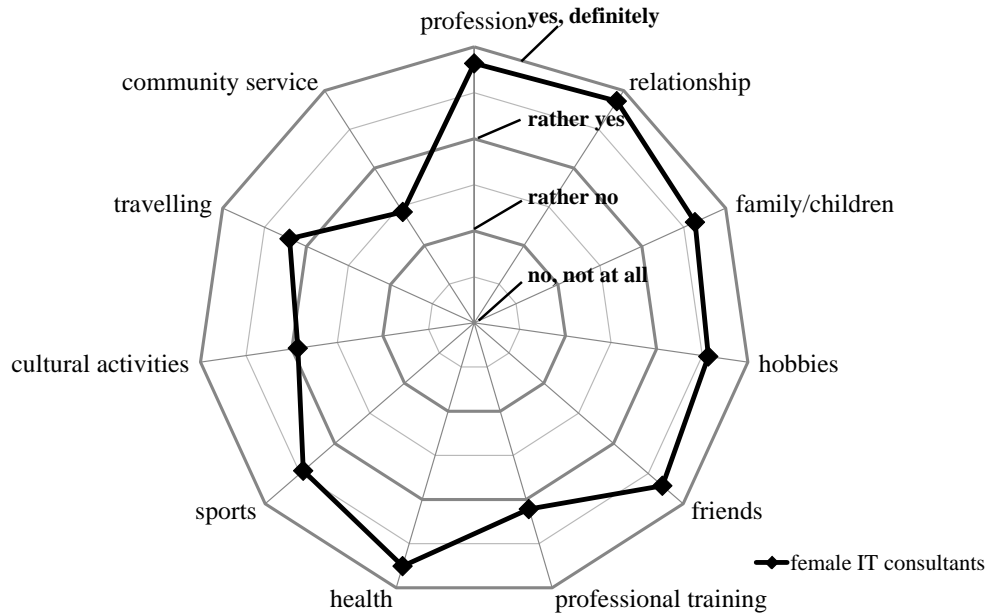 profession
yes, definitely
community service
relationship
rather yes
travelling
rather no
family/children
no, not at all
cultural activities
hobbies
sports
friends
female IT consultants
health
professional training